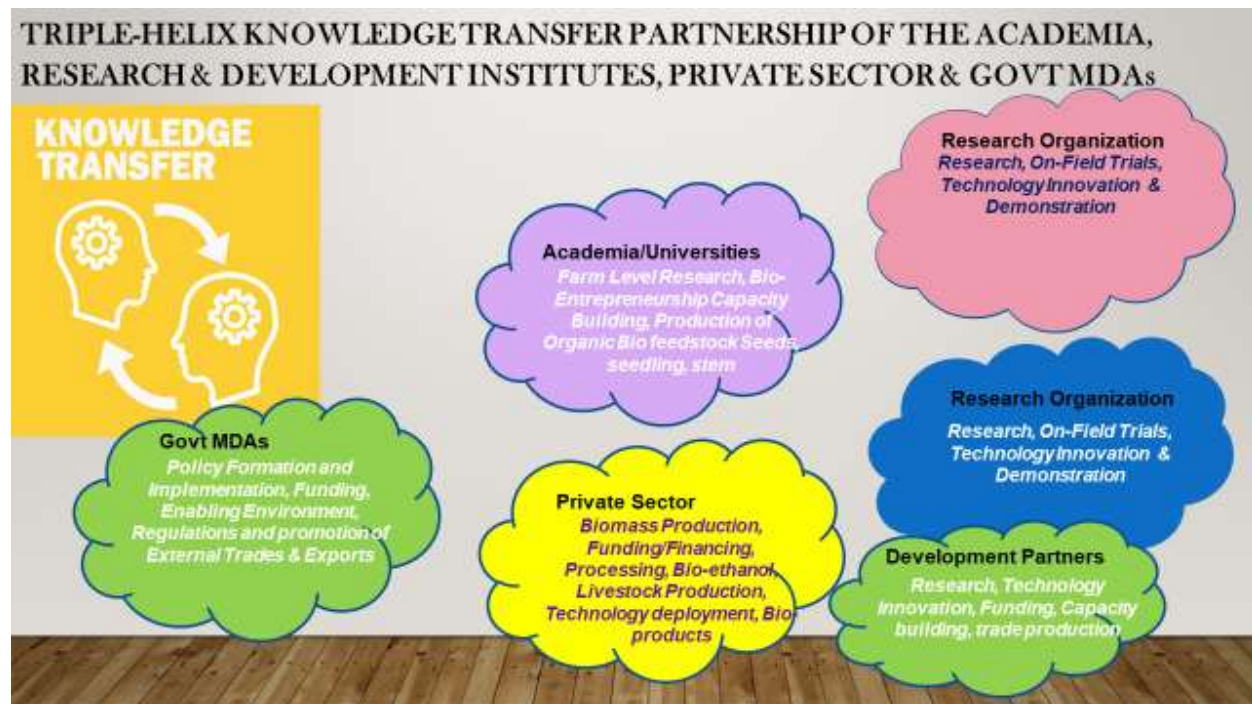 TRIPLE-HELIX KNOWLEDGE TRANSFER PARTNERSHIP OF THE ACADEMIA,
RESEARCH & DEVELOPMENT INSTITUTES, PRIVATE SECTOR & GOVT MDAs
KNOWLEDGE
TRANSFER
Research Organization
Research, On-Field Trials,
Technology Innovation &
Demonstration
Academia/Universities
Farm Level Research, Bio-
Entrepreneurship Capacity
Building, Production of
Organic Bio feedstock Seeds,
seedling, stem
Research Organization
Research, On-Field Trials,
Technology Innovation &
Demonstration
Govt MDAs
Policy Formation and
Implementation, Funding,
Enabling Environment,
Regulations and promotion of
External Trades & Exports
Private Sector
Biomass Production,
Funding/Financing,
Processing, Bio-ethanol,
Livestock Production,
Technology deployment, Bio-
products
Development Partners
Research, Technology
Innovation, Funding, Capacity
building, trade production